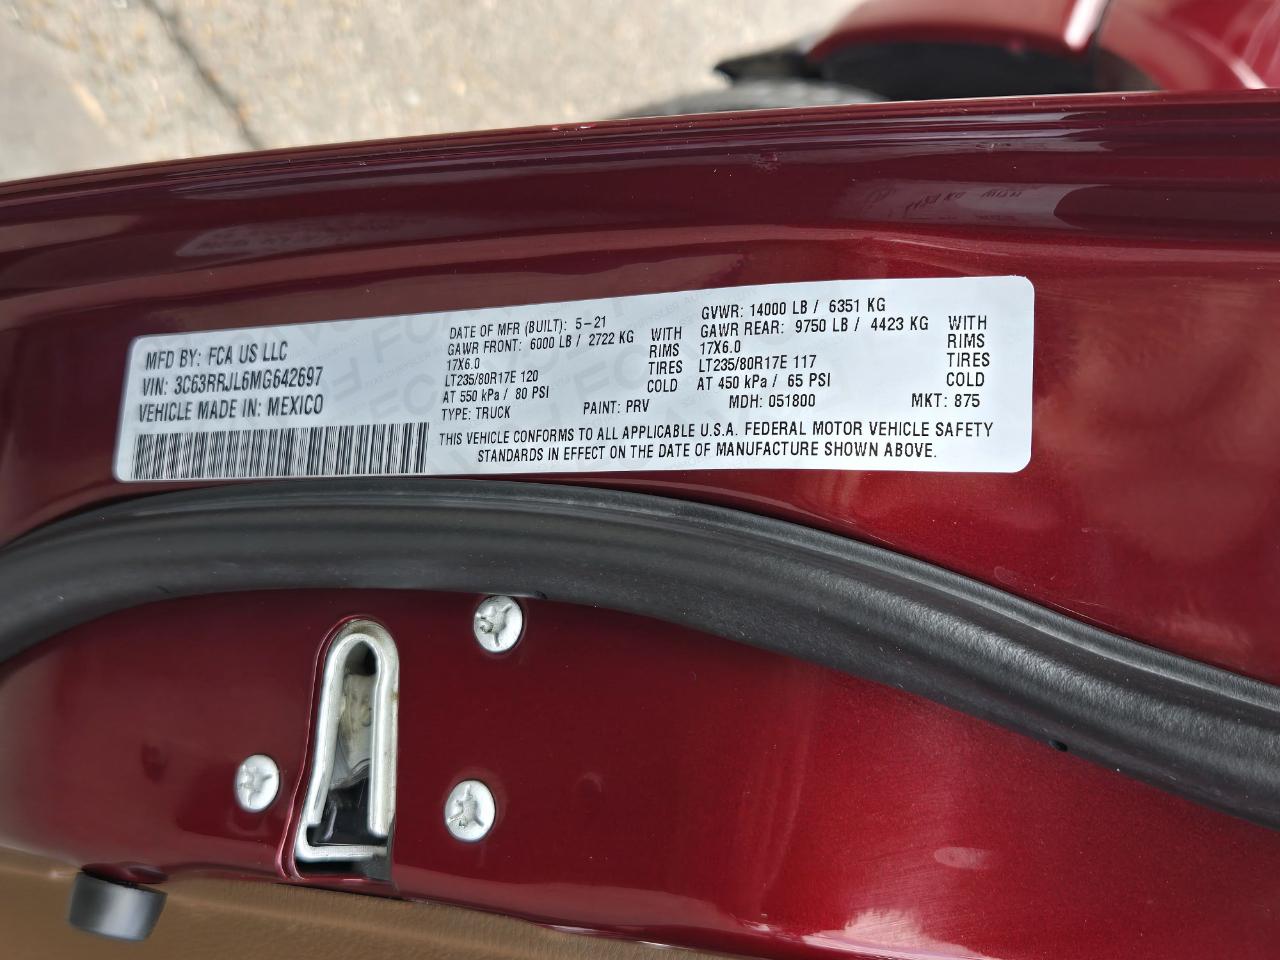 MFD BY: FCA US LLC
VIN: 3C63RRJL6MG642697
VEHICLE MADE IN: MEXICO
DATE OF MFR (BUILT): 5-21
GAWR FRONT: 6000 LB / 2722 KG WITH
17X6.0 RIMS
LT235/80R17E 120 TIRES
AT 550 kPa / 80 PSI COLD
TYPE: TRUCK PAINT: PRV
GVWR: 14000 LB / 6351 KG
GAWR REAR: 9750 LB / 4423 KG WITH
17X6.0 RIMS
LT235/80R17E 117 TIRES
AT 450 kPa / 65 PSI COLD
MDH: 051800 MKT: 875
THIS VEHICLE CONFORMS TO ALL APPLICABLE U.S.A. FEDERAL MOTOR VEHICLE SAFETY
STANDARDS IN EFFECT ON THE DATE OF MANUFACTURE SHOWN ABOVE.